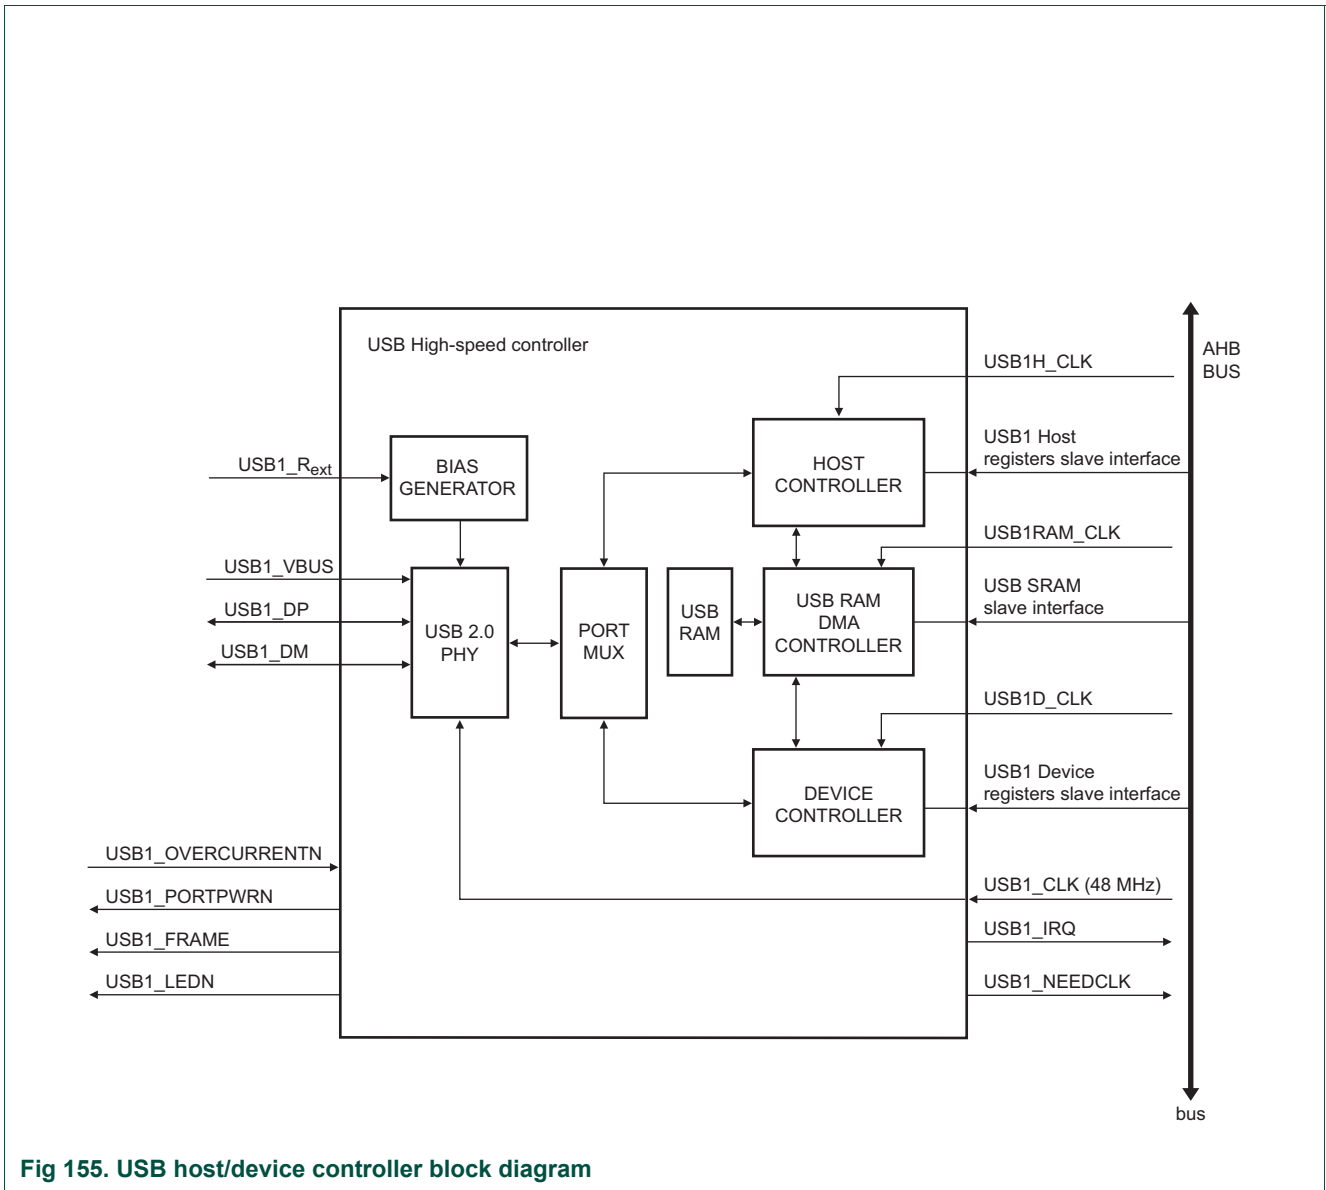 USB High-speed controller
AHB
BUS
USB1H_CLK
USB1 Host
registers slave interface
USB1_Rext
BIAS
GENERATOR
HOST
CONTROLLER
USB1RAM_CLK
USB1_VBUS
USB1_DP
USB1_DM
USB 2.0
PHY
PORT
MUX
USB
RAM
USB RAM
DMA
CONTROLLER
USB SRAM
slave interface
USB1D_CLK
USB1 Device
registers slave interface
DEVICE
CONTROLLER
USB1_OVERCURRENTN
USB1_PORTPWRN
USB1_FRAME
USB1_LEDN
USB1_CLK (48 MHz)
USB1_IRQ
USB1_NEEDCLK
bus
Fig 155. USB host/device controller block diagram